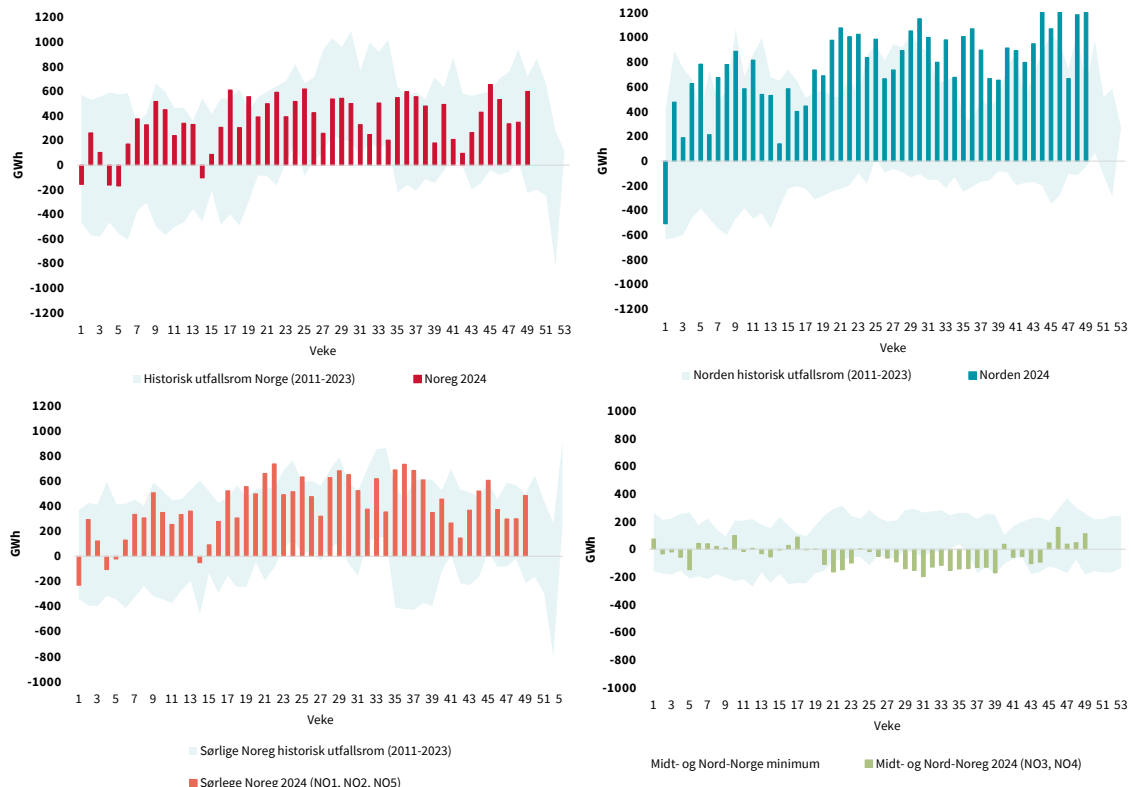 1200
1000
800
600
400
200
0
-200
-400
-600
-800
-1000
-1200
GWh
1 3 5 7 9 11 13 15 17 19 21 23 25 27 29 31 33 35 37 39 41 43 45 47 49 51 53
Veke
Historisk utfallsrom Norge (2011-2023) Noreg 2024
1200
1000
800
600
400
200
0
-200
-400
-600
-800
-1000
-1200
GWh
1 3 5 7 9 11 13 15 17 19 21 23 25 27 29 31 33 35 37 39 41 43 45 47 49 51 53
Veke
Norden historisk utfallsrom (2011-2023) Norden 2024
1200
1000
800
600
400
200
0
-200
-400
-600
-800
-1000
GWh
1 3 5 7 9 11 13 15 17 19 21 23 25 27 29 31 33 35 37 39 41 43 45 47 49 51 5
Veke
Sørlige Noreg historisk utfallsrom (2011-2023)
Sørlege Noreg 2024 (NO1, NO2, NO5)
1000
800
600
400
200
0
-200
-400
-600
-800
-1000
GWh
1 3 5 7 9 11 13 15 17 19 21 23 25 27 29 31 33 35 37 39 41 43 45 47 49 51 53
Veke
Midt- og Nord-Norge minimum Midt- og Nord-Noreg 2024 (NO3, NO4)